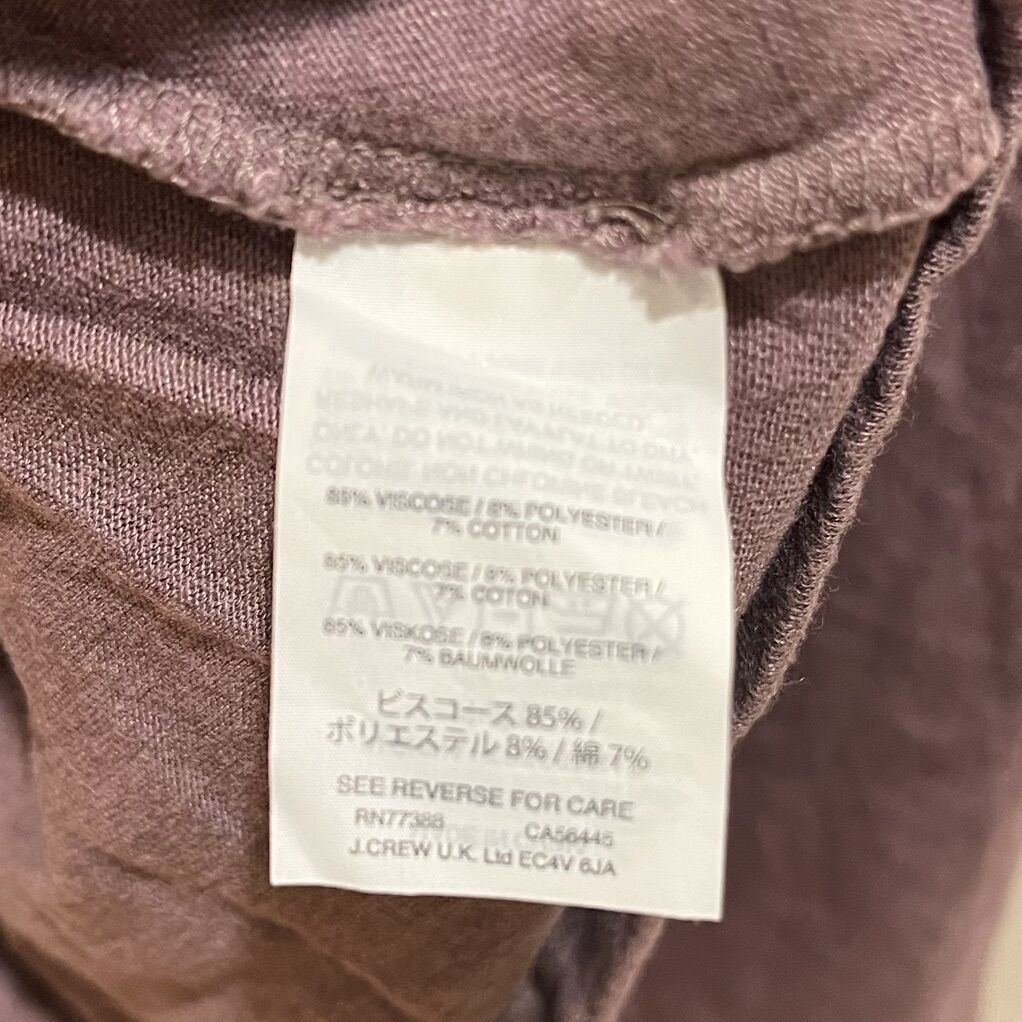 85% VISCOSE / 8% POLYESTER /
7% COTTON
85% VISCOSE / 8% POLYESTER /
7% COTON
85% VISKOSE / 8% POLYESTER /
7% BAUMWOLLE
ビスコース 85% /
ポリエステル 8% / 綿 7%
SEE REVERSE FOR CARE
RN77388 CA56445
J.CREW U.K. Ltd EC4V 6JA